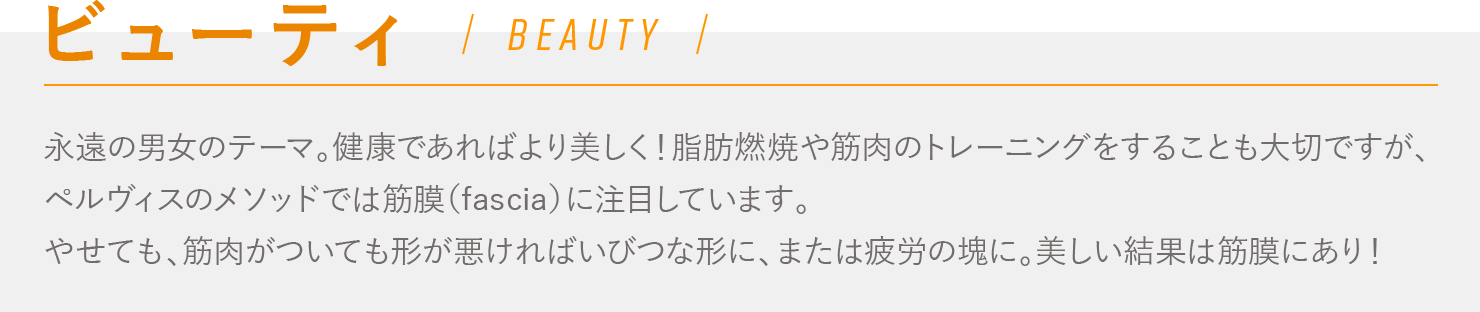 ビューティ / BEAUTY /
永遠の男女のテーマ。健康であればより美しく！脂肪燃焼や筋肉のトレーニングをすることも大切ですが、
ペルヴィスのメソッドでは筋膜（fascia）に注目しています。
やせても、筋肉がついても形が悪ければいびつな形に、または疲労の塊に。美しい結果は筋膜にあり！